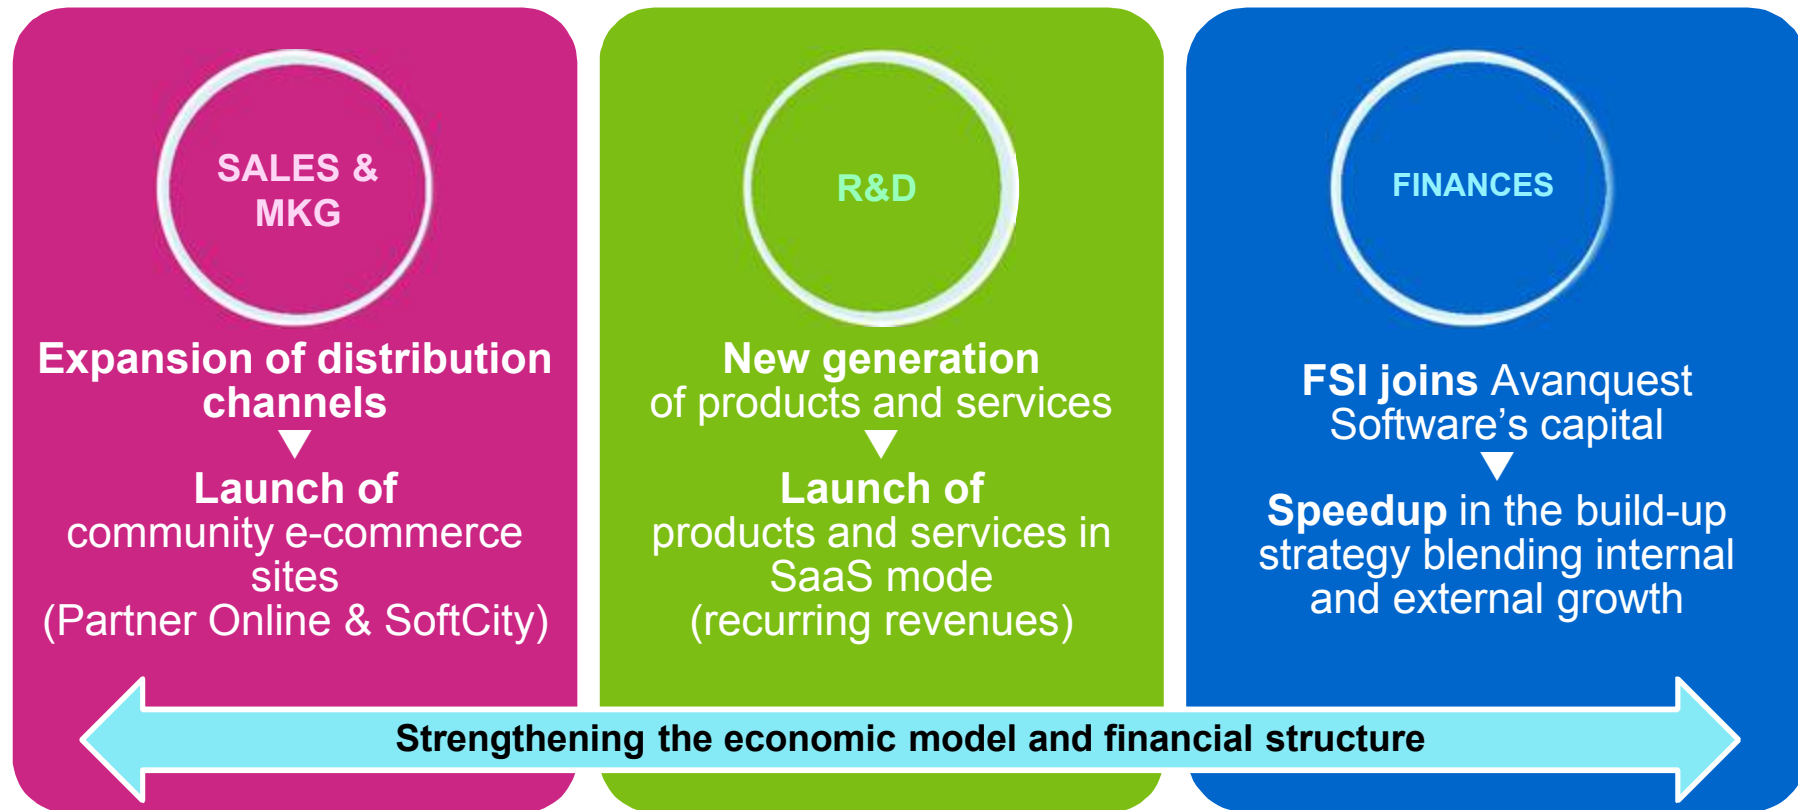 SALES &
MKG
Expansion of distribution
channels
Launch of
community e-commerce
sites
(Partner Online & SoftCity)
R&D
New generation
of products and services
Launch of
products and services in
SaaS mode
(recurring revenues)
FINANCES
FSI joins Avanquest
Software’s capital
Speedup in the build-up
strategy blending internal
and external growth
Strengthening the economic model and financial structure